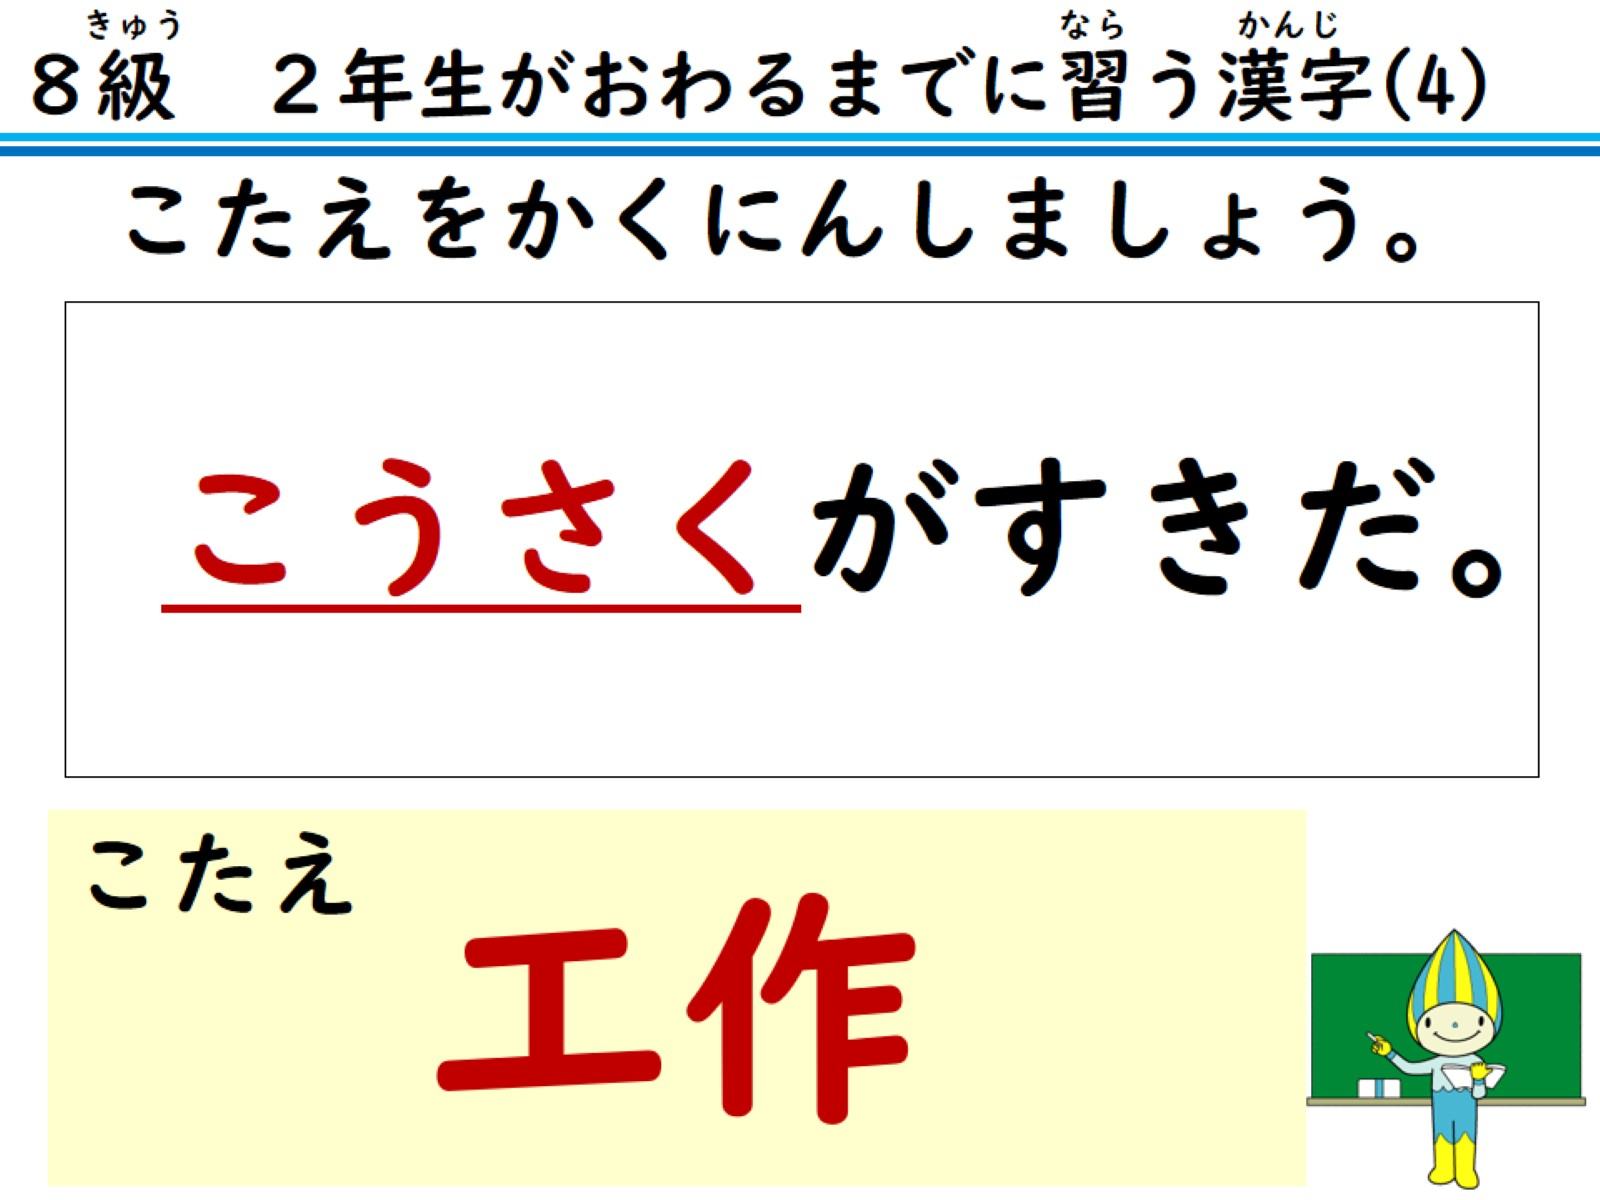 きゅう なら かんじ
８級　２年生がおわるまでに習う漢字(4)
こたえをかくにんしましょう。
こうさくがすきだ。
こたえ
工作